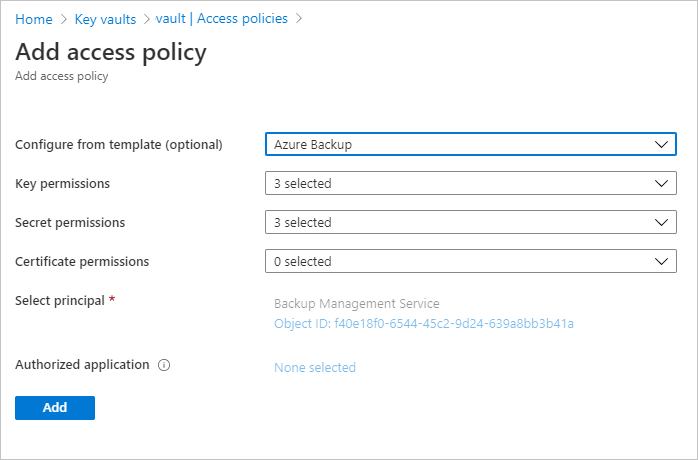 Home > Key vaults > vault | Access policies >
Add access policy
Add access policy
Configure from template (optional) Azure Backup
Key permissions 3 selected
Secret permissions 3 selected
Certificate permissions 0 selected
Select principal * Backup Management Service
Object ID: f40e18f0-6544-45c2-9d24-639a8bb3b41a
Authorized application None selected
Add